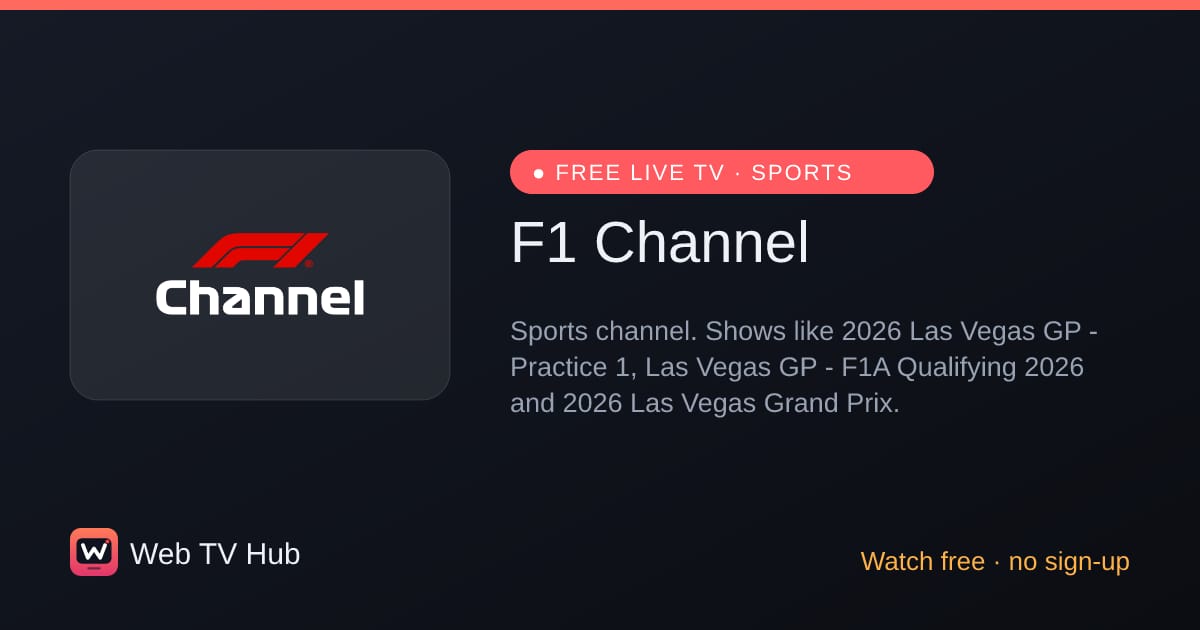 ● FREE LIVE TV · SPORTS
F1 Channel
F1®
Channel
Sports channel. Shows like 2026 Las Vegas GP -
Practice 1, Las Vegas GP - F1A Qualifying 2026
and 2026 Las Vegas Grand Prix.
W
Web TV Hub
Watch free · no sign-up